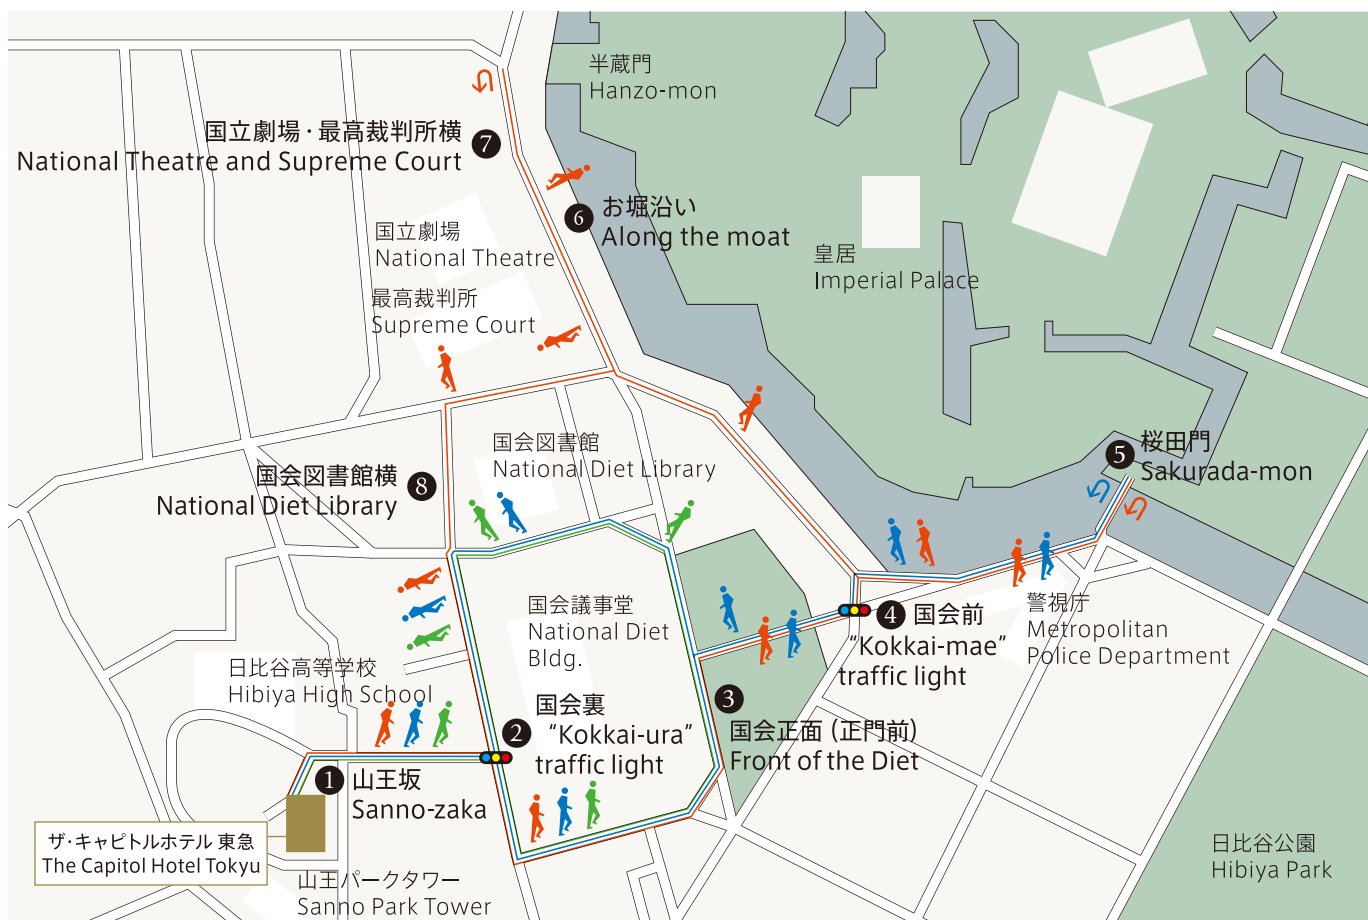 半蔵門
Hanzo-mon
国立劇場・最高裁判所横
National Theatre and Supreme Court
7
6
お堀沿い
Along the moat
国立劇場
National Theatre
皇居
Imperial Palace
最高裁判所
Supreme Court
国会図書館
National Diet Library
5
桜田門
Sakurada-mon
国会図書館横
National Diet Library
8
国会議事堂
National Diet
Bldg.
4
国会前
“Kokkai-mae”
traffic light
警視庁
Metropolitan
Police Department
日比谷高等学校
Hibiya High School
2
国会裏
“Kokkai-ura”
traffic light
3
国会正面（正門前）
Front of the Diet
1
山王坂
Sanno-zaka
ザ・キャピトルホテル 東急
The Capitol Hotel Tokyu
山王パークタワー
Sanno Park Tower
日比谷公園
Hibiya Park